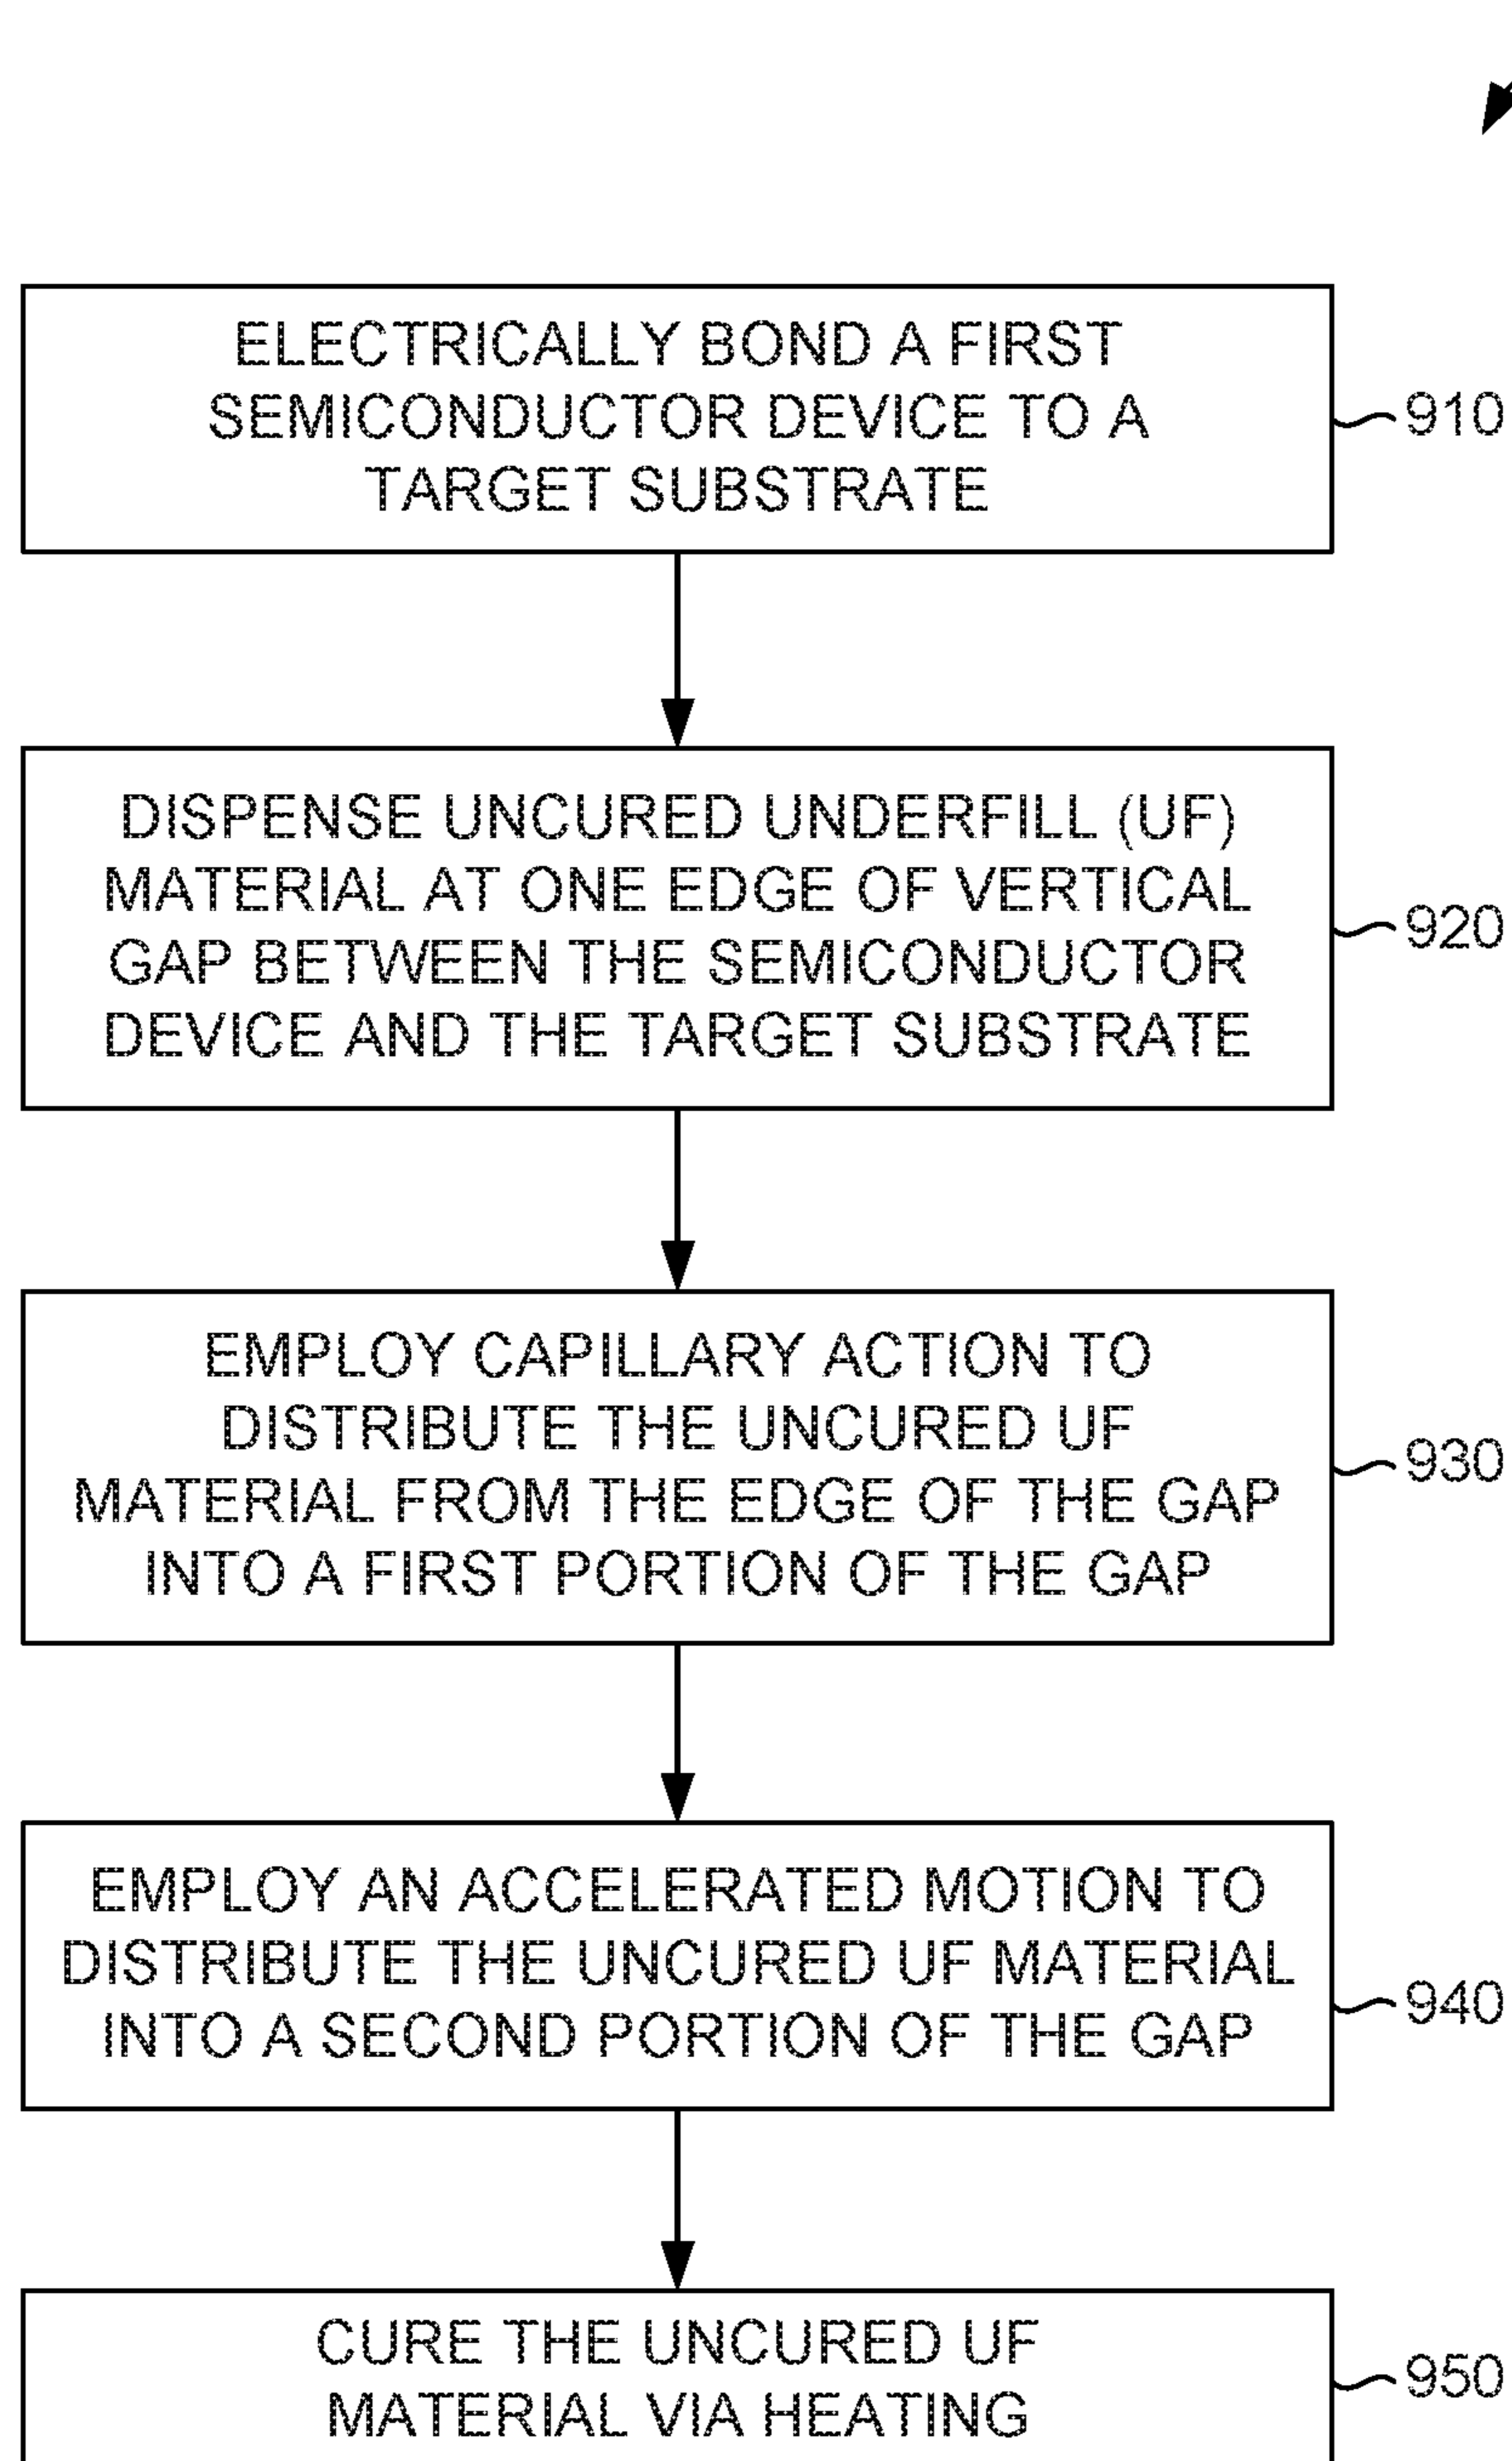 ELECTRICALLY BOND A FIRST
SEMICONDUCTOR DEVICE TO A
TARGET SUBSTRATE
910
DISPENSE UNCURED UNDERFILL (UF)
MATERIAL AT ONE EDGE OF VERTICAL
GAP BETWEEN THE SEMICONDUCTOR
DEVICE AND THE TARGET SUBSTRATE
920
EMPLOY CAPILLARY ACTION TO
DISTRIBUTE THE UNCURED UF
MATERIAL FROM THE EDGE OF THE GAP
INTO A FIRST PORTION OF THE GAP
930
EMPLOY AN ACCELERATED MOTION TO
DISTRIBUTE THE UNCURED UF MATERIAL
INTO A SECOND PORTION OF THE GAP
940
CURE THE UNCURED UF
MATERIAL VIA HEATING
950